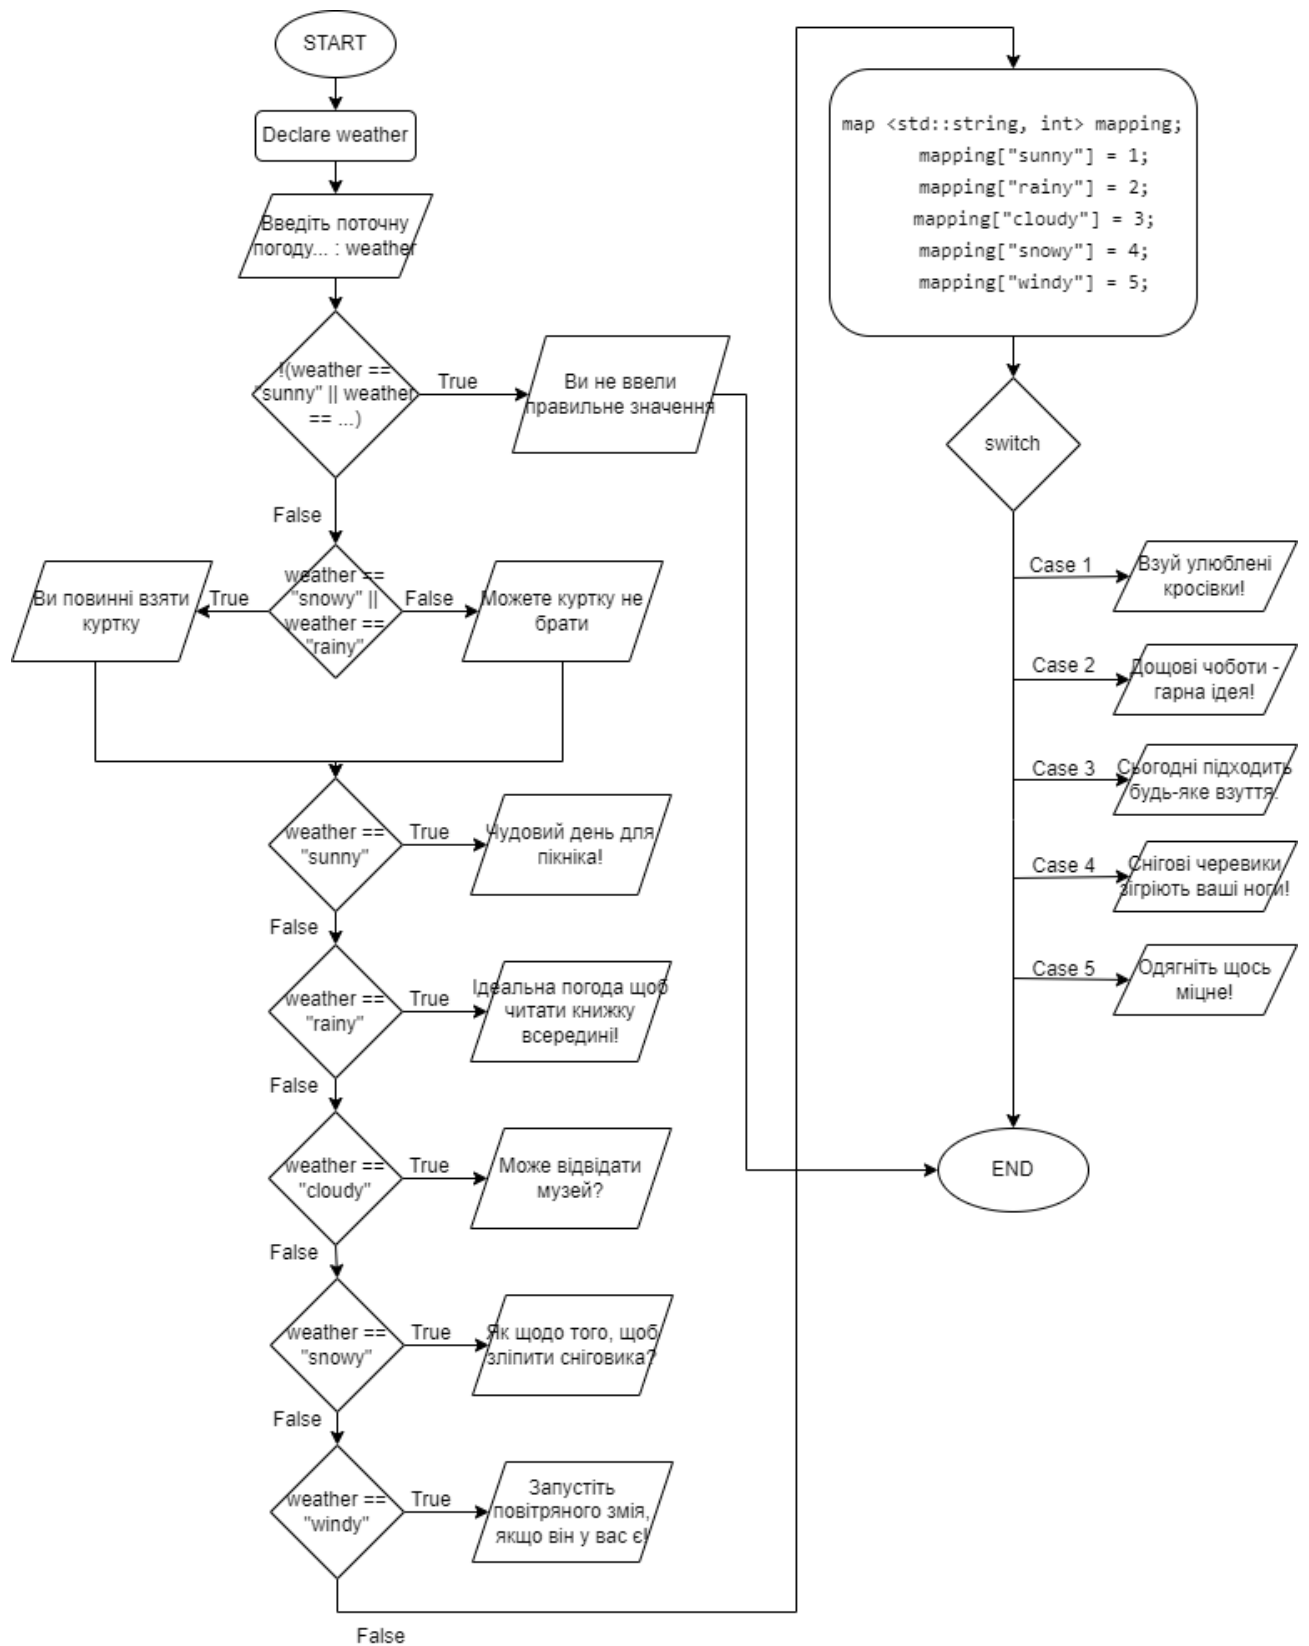 START
Declare weather
Введіть поточну
погоду... : weather
!(weather ==
"sunny" || weather
== ...)
True
Ви не ввели
правильне значення
False
weather ==
"snowy" ||
weather ==
"rainy"
True
Ви повинні взяти
куртку
False
Можете куртку не
брати
weather ==
"sunny"
True
Чудовий день для
пікніка!
False
weather ==
"rainy"
True
Ідеальна погода щоб
читати книжку
всередині!
False
weather ==
"cloudy"
True
Може відвідати
музей?
False
weather ==
"snowy"
True
Як щодо того, щоб
зліпити сніговика?
False
weather ==
"windy"
True
Запустіть
повітряного змія,
якщо він у вас є!
False
map <std::string, int> mapping;
mapping["sunny"] = 1;
mapping["rainy"] = 2;
mapping["cloudy"] = 3;
mapping["snowy"] = 4;
mapping["windy"] = 5;
switch
Case 1
Взуй улюблені
кросівки!
Case 2
Дощові чоботи -
гарна ідея!
Case 3
Сьогодні підходить
будь-яке взуття.
Case 4
Снігові черевики
зігріють ваші ноги!
Case 5
Одягніть щось
міцне!
END